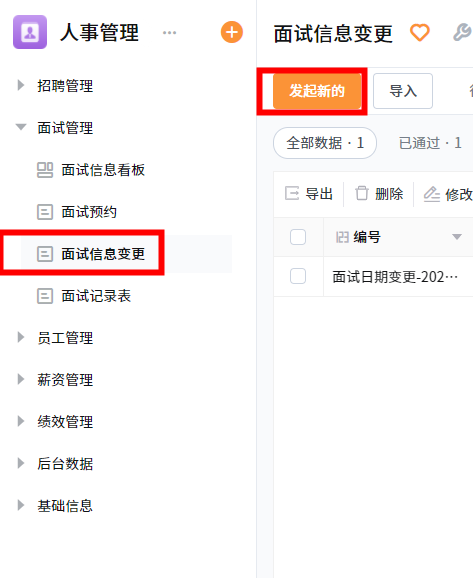 人事管理
招聘管理
面试管理
面试信息看板
面试预约
面试信息变更
面试记录表
员工管理
薪资管理
绩效管理
后台数据
基础信息
面试信息变更
发起新的 导入
全部数据 · 1 已通过 · 1
导出 删除 修改
编号
面试日期变更-202···